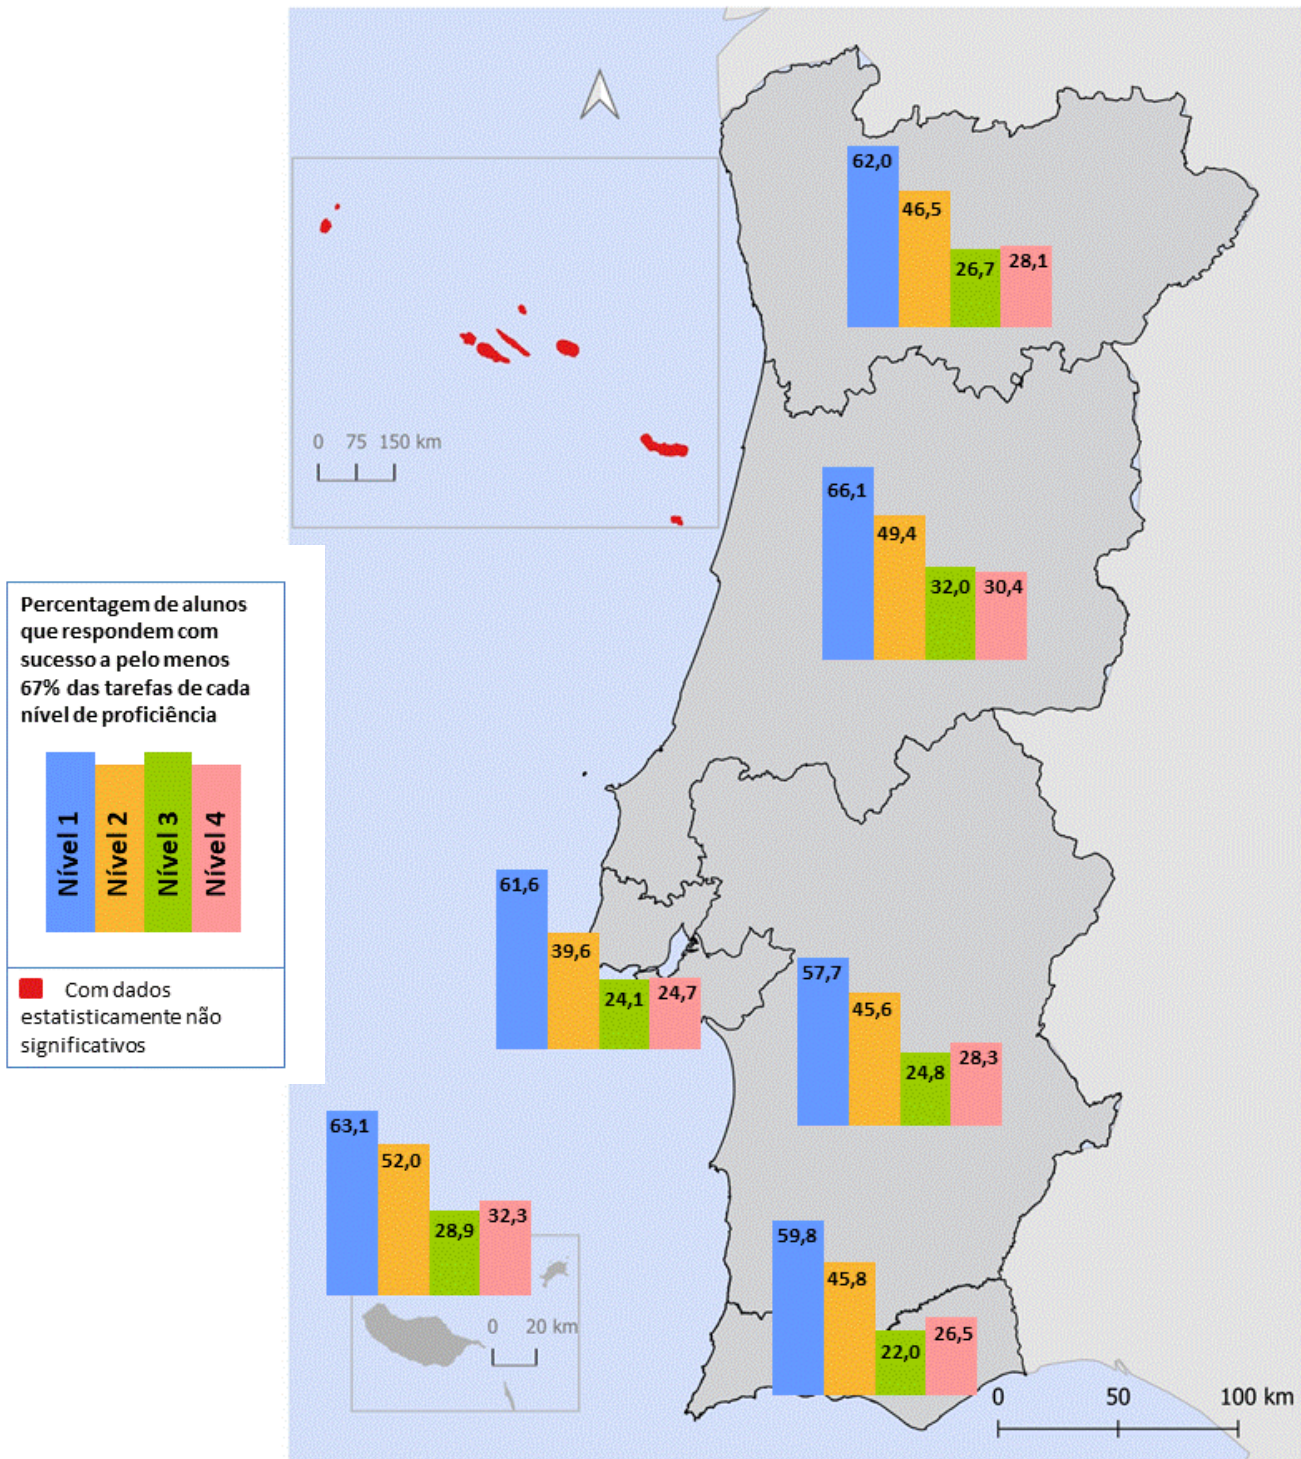 62,0
46,5
26,7
28,1
0 75 150 km
66,1
49,4
32,0
30,4
Percentagem de alunos
que respondem com
sucesso a pelo menos
67% das tarefas de cada
nível de proficiência
Nível 1
Nível 2
Nível 3
Nível 4
Com dados
estatisticamente não
significativos
61,6
39,6
24,1
24,7
57,7
45,6
24,8
28,3
63,1
52,0
28,9
32,3
0 20 km
59,8
45,8
22,0
26,5
0 50 100 km